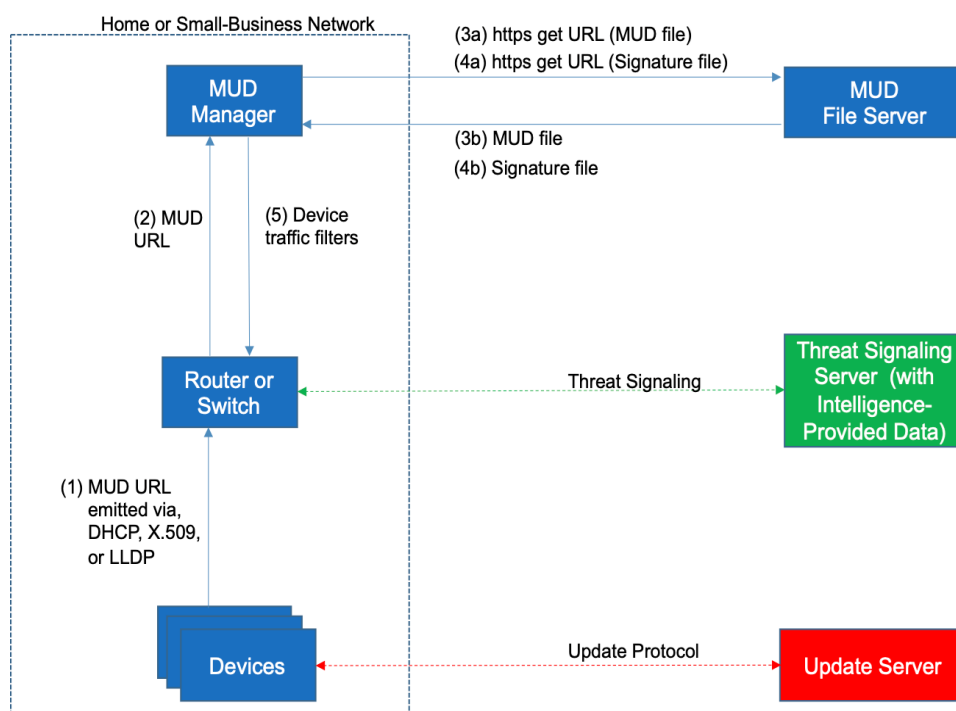 Home or Small-Business Network
(3a) https get URL (MUD file)
(4a) https get URL (Signature file)
MUD
Manager
MUD
File Server
(3b) MUD file
(4b) Signature file
(2) MUD
URL
(5) Device
traffic filters
Router or
Switch
Threat Signaling
Threat Signaling
Server (with
Intelligence-
Provided Data)
(1) MUD URL
emitted via,
DHCP, X.509,
or LLDP
Devices
Update Protocol
Update Server